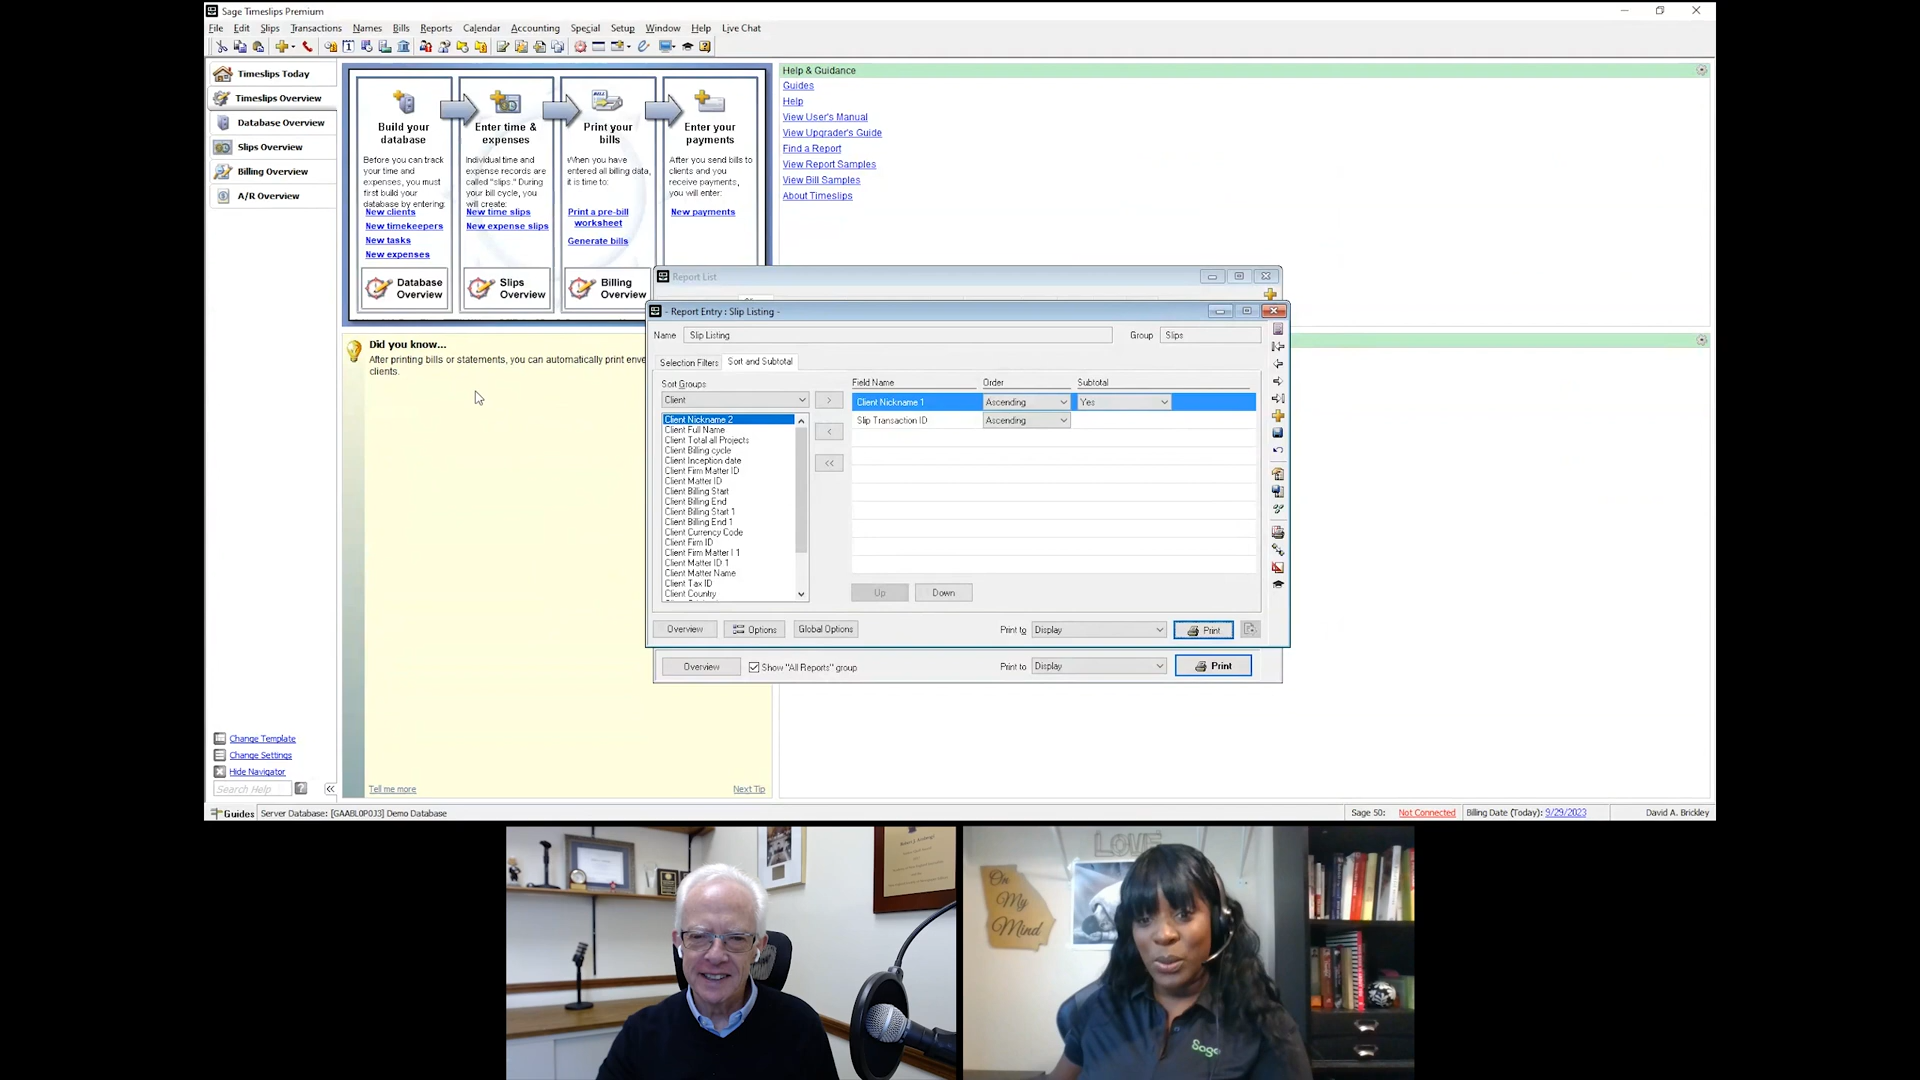 Sage Timeslips Premium
File Edit Slips Transactions Names Bills Reports Calendar Accounting Special Setup Window Help Live Chat
Timeslips Today
Timeslips Overview
Database Overview
Slips Overview
Billing Overview
A/R Overview
Build your
database
Before you can track
your time and
expenses, you must
first build your
database by entering:
New clients
New timekeepers
New tasks
New expenses
Database
Overview
Enter time &
expenses
Individual time and
expense records are
called "slips." During
your bill cycle, you
will create:
New time slips
New expense slips
Slips
Overview
Print your
bills
When you have
entered all billing data,
it is time to:
Print a pre-bill
worksheet
Generate bills
Billing
Overview
Enter your
payments
After you send bills to
clients and you
receive payments,
you will enter:
New payments
Help & Guidance
Guides
Help
View User's Manual
View Upgrader's Guide
Find a Report
View Report Samples
View Bill Samples
About Timeslips
Did you know...
After printing bills or statements, you can automatically print enve
clients.
Tell me more
Next Tip
Report List
- Report Entry : Slip Listing -
Name Slip Listing Group Slips
Selection Filters Sort and Subtotal
Sort Groups
Client
Client Nickname 2
Client Full Name
Client Total all Projects
Client Billing cycle
Client Inception date
Client Firm Matter ID
Client Matter ID
Client Billing Start
Client Billing End
Client Billing Start 1
Client Billing End 1
Client Currency Code
Client Firm ID
Client Firm Matter I 1
Client Matter ID 1
Client Matter Name
Client Tax ID
Client Country
>
<
<<
Field Name Order Subtotal
Client Nickname 1 Ascending Yes
Slip Transaction ID Ascending
Up Down
Overview Options Global Options Print to Display Print
Overview Show "All Reports" group Print to Display Print
Change Template
Change Settings
Hide Navigator
Search Help
Guides Server Database: [GAABL0P0J3] Demo Database
Sage 50: Not Connected Billing Date (Today): 9/29/2023 David A. Brickley
LOVE
On
My
Mind
Sage